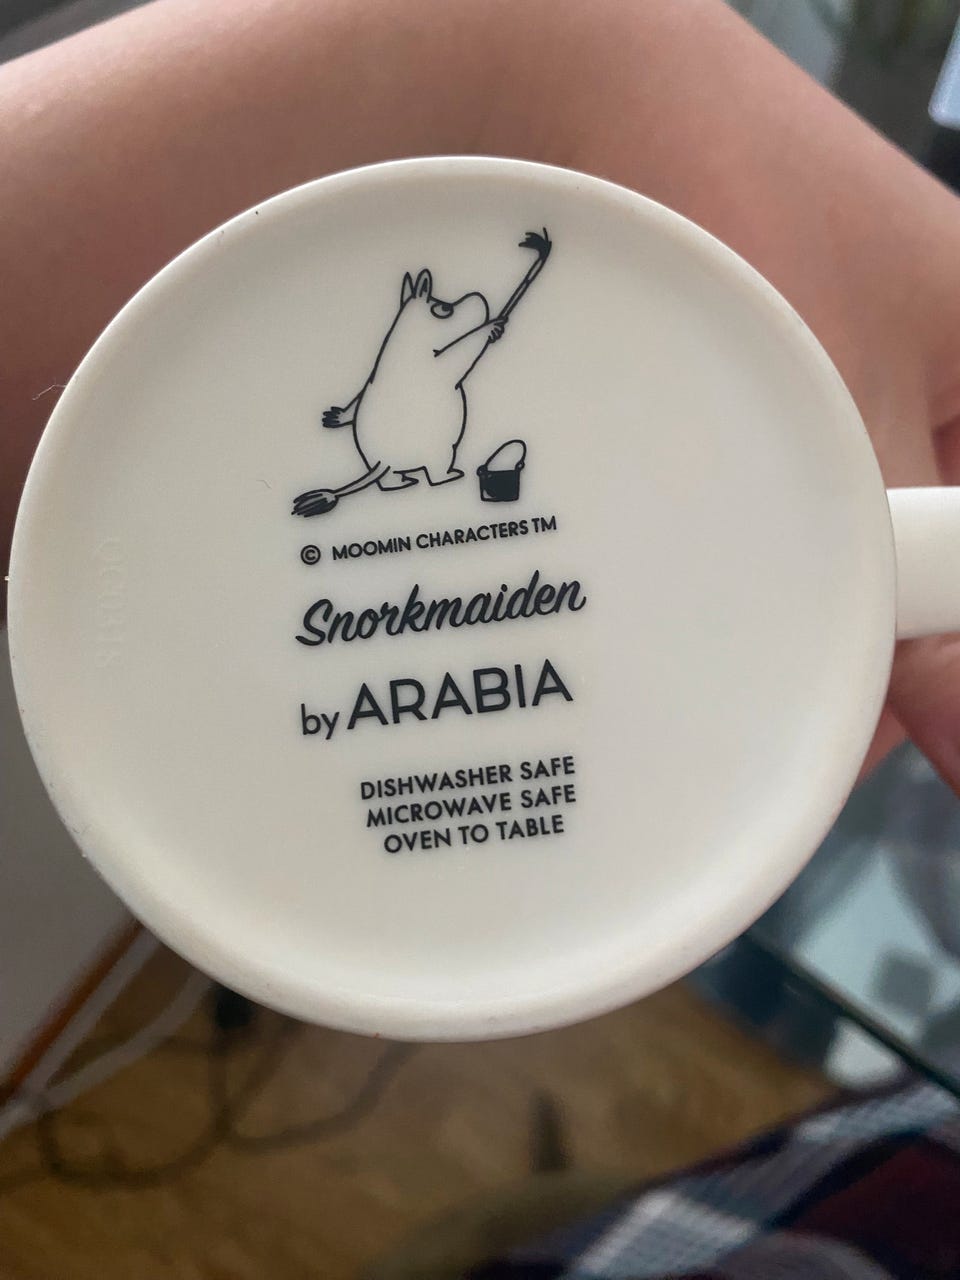 © MOOMIN CHARACTERS TM
Snorkmaiden
by ARABIA
DISHWASHER SAFE
MICROWAVE SAFE
OVEN TO TABLE